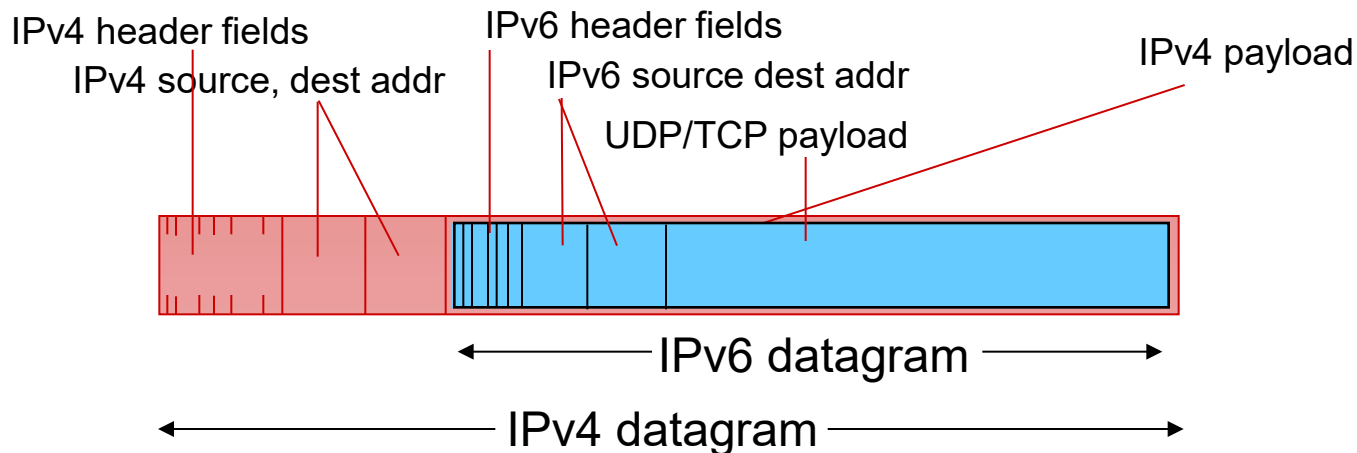 IPv4 header fields
IPv6 header fields
IPv4 payload
IPv4 source, dest addr
IPv6 source dest addr
UDP/TCP payload
IPv6 datagram
IPv4 datagram